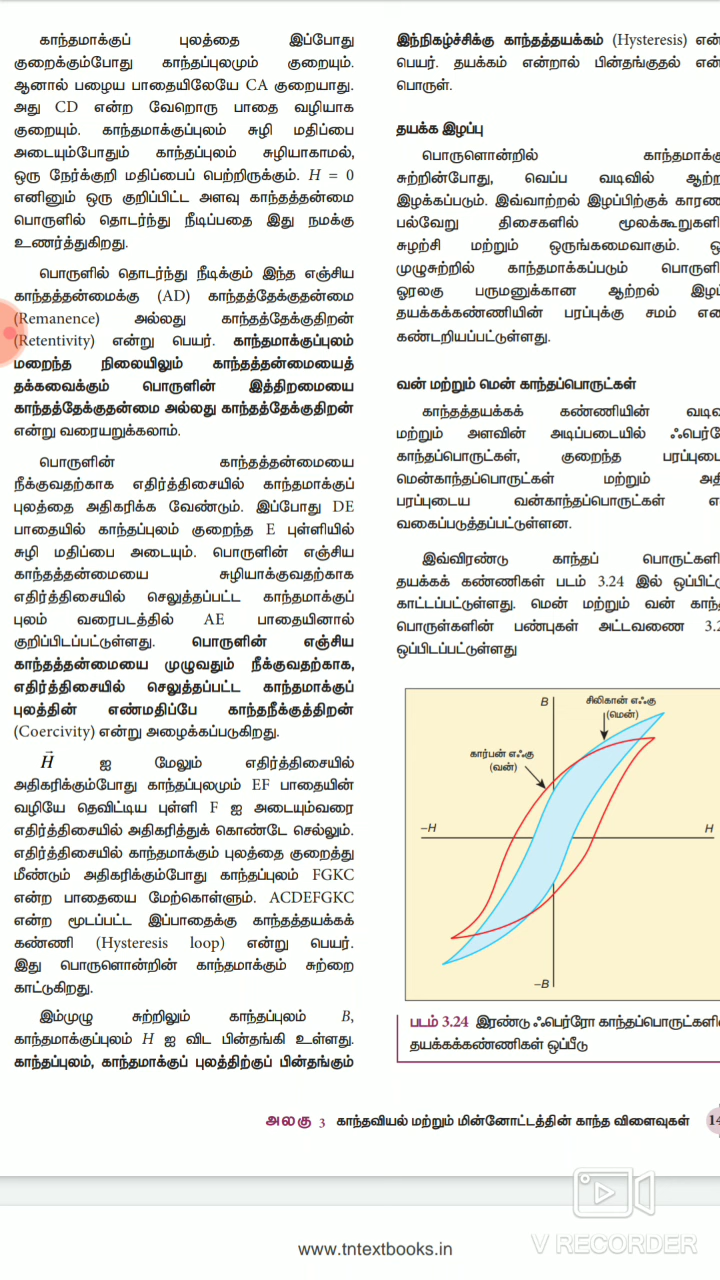 காந்தமாக்குப் புலத்தை இப்போது
குறைக்கும்போது காந்தப்புலமும் குறையும்.
ஆனால் பழைய பாதையிலேயே CA குறையாது.
அது CD என்ற வேறொரு பாதை வழியாக
குறையும். காந்தமாக்குப்புலம் சுழி மதிப்பை
அடையும்போதும் காந்தப்புலம் சுழியாகாமல்,
ஒரு நேர்க்குறி மதிப்பைப் பெற்றிருக்கும். H = 0
எனினும் ஒரு குறிப்பிட்ட அளவு காந்தத்தன்மை
பொருளில் தொடர்ந்து நீடிப்பதை இது நமக்கு
உணர்த்துகிறது.
பொருளில் தொடர்ந்து நீடிக்கும் இந்த எஞ்சிய
காந்தத்தன்மைக்கு (AD) காந்தத்தேக்குதன்மை
(Remanence) அல்லது காந்தத்தேக்குதிறன்
(Retentivity) என்று பெயர். காந்தமாக்குப்புலம்
மறைந்த நிலையிலும் காந்தத்தன்மையைத்
தக்கவைக்கும் பொருளின் இத்திறமையை
காந்தத்தேக்குதன்மை அல்லது காந்தத்தேக்குதிறன்
என்று வரையறுக்கலாம்.
பொருளின் காந்தத்தன்மையை
நீக்குவதற்காக எதிர்த்திசையில் காந்தமாக்குப்
புலத்தை அதிகரிக்க வேண்டும். இப்போது DE
பாதையில் காந்தப்புலம் குறைந்த E புள்ளியில்
சுழி மதிப்பை அடையும். பொருளின் எஞ்சிய
காந்தத்தன்மையை சுழியாக்குவதற்காக
எதிர்த்திசையில் செலுத்தப்பட்ட காந்தமாக்குப்
புலம் வரைபடத்தில் AE பாதையினால்
குறிப்பிடப்பட்டுள்ளது. பொருளின் எஞ்சிய
காந்தத்தன்மையை முழுவதும் நீக்குவதற்காக,
எதிர்த்திசையில் செலுத்தப்பட்ட காந்தமாக்குப்
புலத்தின் எண்மதிப்பே காந்தநீக்குத்திறன்
(Coercivity) என்று அழைக்கப்படுகிறது.
H⃗ ஐ மேலும் எதிர்த்திசையில்
அதிகரிக்கும்போது காந்தப்புலமும் EF பாதையின்
வழியே தெவிட்டிய புள்ளி F ஐ அடையும்வரை
எதிர்த்திசையில் அதிகரித்துக் கொண்டே செல்லும்.
எதிர்த்திசையில் காந்தமாக்கும் புலத்தை குறைத்து
மீண்டும் அதிகரிக்கும்போது காந்தப்புலம் FGKC
என்ற பாதையை மேற்கொள்ளும். ACDEFGKC
என்ற மூடப்பட்ட இப்பாதைக்கு காந்தத்தயக்கக்
கண்ணி (Hysteresis loop) என்று பெயர்.
இது பொருளொன்றின் காந்தமாக்கும் சுற்றை
காட்டுகிறது.
இம்முழு சுற்றிலும் காந்தப்புலம் B,
காந்தமாக்குப்புலம் H ஐ விட பின்தங்கி உள்ளது.
காந்தப்புலம், காந்தமாக்குப் புலத்திற்குப் பின்தங்கும்
இந்நிகழ்ச்சிக்கு காந்தத்தயக்கம் (Hysteresis) என்
பெயர். தயக்கம் என்றால் பின்தங்குதல் என்
பொருள்.
தயக்க இழப்பு
பொருளொன்றில் காந்தமாக்கு
சுற்றின்போது, வெப்ப வடிவில் ஆற்ற
இழக்கப்படும். இவ்வாற்றல் இழப்பிற்குக் காரண
பல்வேறு திசைகளில் மூலக்கூறுகளி
சுழற்சி மற்றும் ஒருங்கமைவாகும். ஒ
முழுசுற்றில் காந்தமாக்கப்படும் பொருளி
ஓரலகு பருமனுக்கான ஆற்றல் இழப்
தயக்கக்கண்ணியின் பரப்புக்கு சமம் என
கண்டறியப்பட்டுள்ளது.
வன் மற்றும் மென் காந்தப்பொருட்கள்
காந்தத்தயக்கக் கண்ணியின் வடிவ
மற்றும் அளவின் அடிப்படையில் ஃபெர்ரே
காந்தப்பொருட்கள், குறைந்த பரப்புடை
மென்காந்தப்பொருட்கள் மற்றும் அதி
பரப்புடைய வன்காந்தப்பொருட்கள் எ
வகைப்படுத்தப்பட்டுள்ளன.
இவ்விரண்டு காந்தப் பொருட்களி
தயக்கக் கண்ணிகள் படம் 3.24 இல் ஒப்பிட்டு
காட்டப்பட்டுள்ளது. மென் மற்றும் வன் காந்த
பொருள்களின் பண்புகள் அட்டவணை 3.2
ஒப்பிடப்பட்டுள்ளது
B
சிலிகான் எஃகு
(மென்)
கார்பன் எஃகு
(வன்)
–H
H
–B
படம் 3.24 இரண்டு ஃபெர்ரோ காந்தப்பொருட்களி
தயக்கக்கண்ணிகள் ஒப்பீடு
அலகு 3 காந்தவியல் மற்றும் மின்னோட்டத்தின் காந்த விளைவுகள் 14
www.tntextbooks.in
V RECORDER